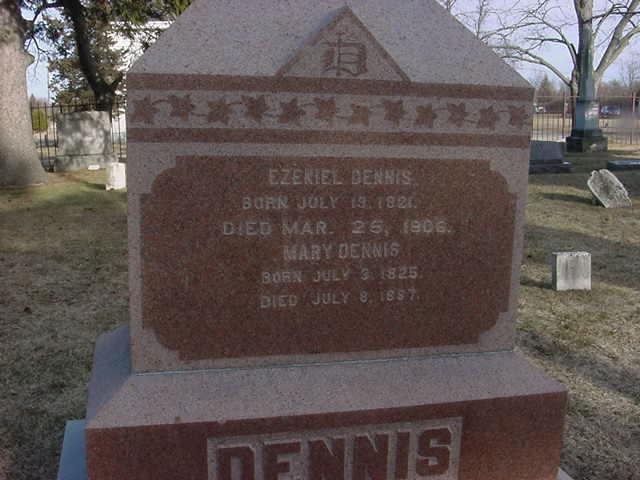 D
EZEKIEL DENNIS.
BORN JULY 19, 1821.
DIED MAR. 25, 1906.
MARY DENNIS
BORN JULY 3, 1825.
DIED JULY 8, 1887.
DENNIS